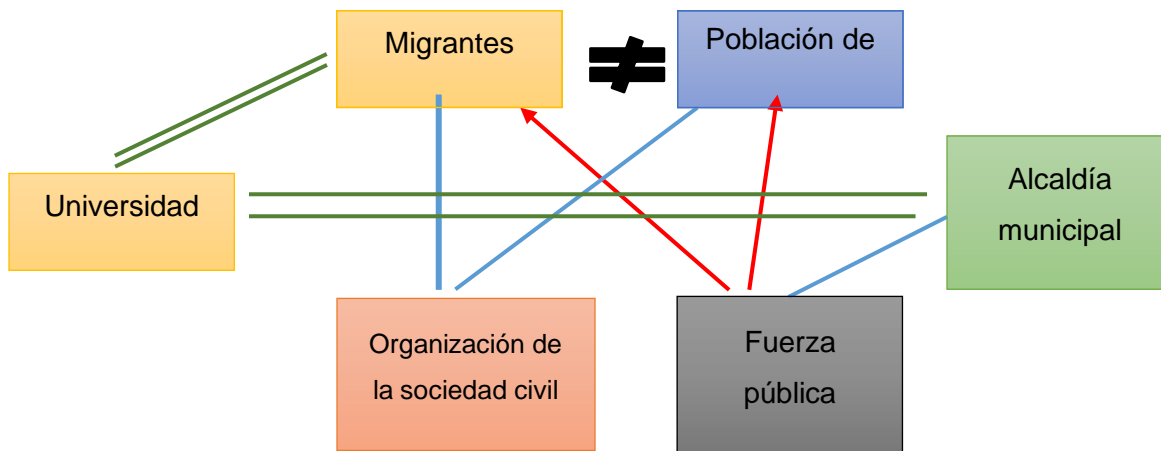 Migrantes
Población de
Universidad
Alcaldía
municipal
Organización de
la sociedad civil
Fuerza
pública